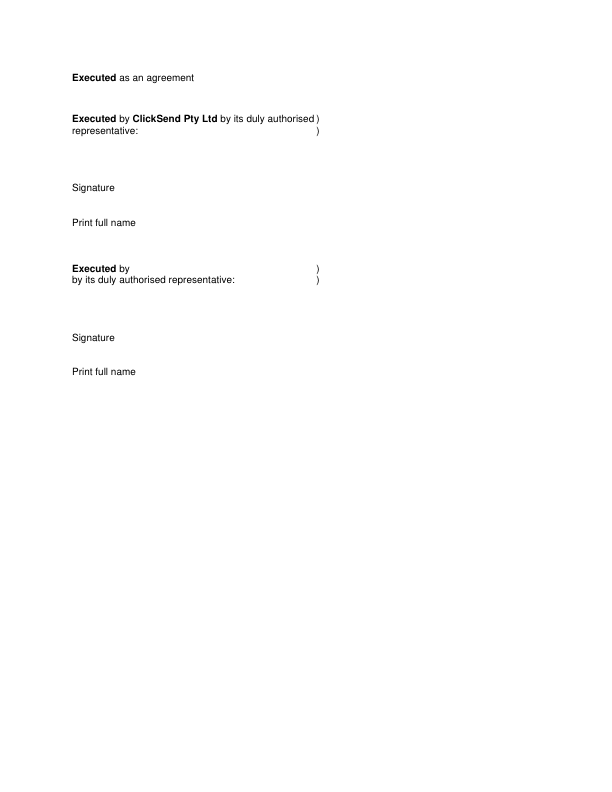 Executed as an agreement
Executed by ClickSend Pty Ltd by its duly authorised )
representative: )
Signature
Print full name
Executed by )
by its duly authorised representative: )
Signature
Print full name